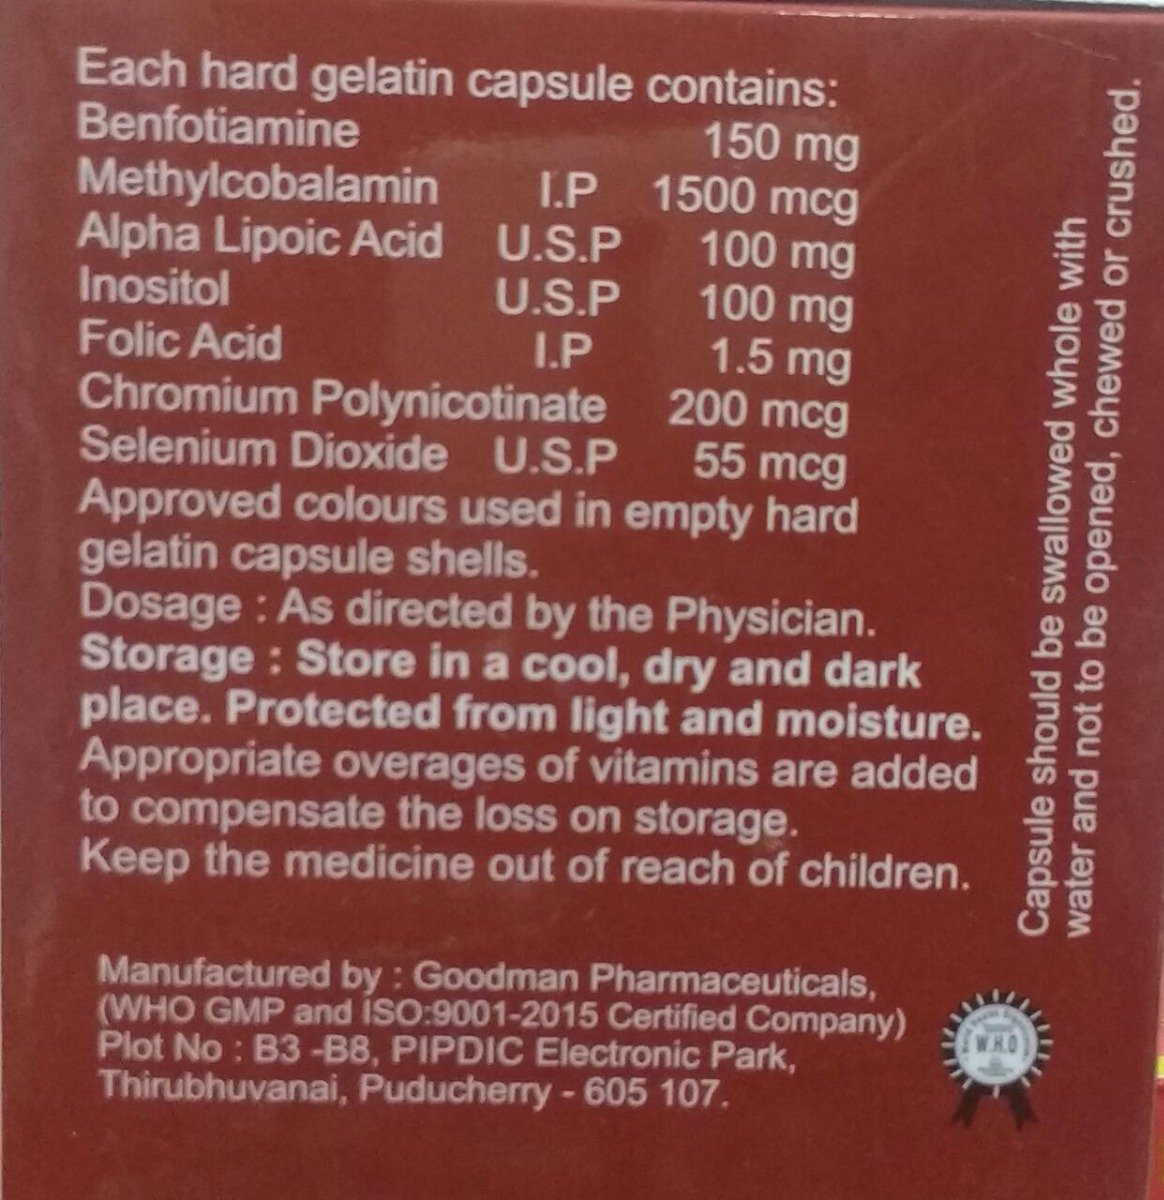 Each hard gelatin capsule contains:
Benfotiamine 150 mg
Methylcobalamin I.P 1500 mcg
Alpha Lipoic Acid U.S.P 100 mg
Inositol U.S.P 100 mg
Folic Acid I.P 1.5 mg
Chromium Polynicotinate 200 mcg
Selenium Dioxide U.S.P 55 mcg
Approved colours used in empty hard
gelatin capsule shells.
Dosage : As directed by the Physician.
Storage : Store in a cool, dry and dark
place. Protected from light and moisture.
Appropriate overages of vitamins are added
to compensate the loss on storage.
Keep the medicine out of reach of children.
Capsule should be swallowed whole with
water and not to be opened, chewed or crushed.
Manufactured by : Goodman Pharmaceuticals,
(WHO GMP and ISO:9001-2015 Certified Company)
Plot No : B3 -B8, PIPDIC Electronic Park,
Thirubhuvanai, Puducherry - 605 107.
W.H.O